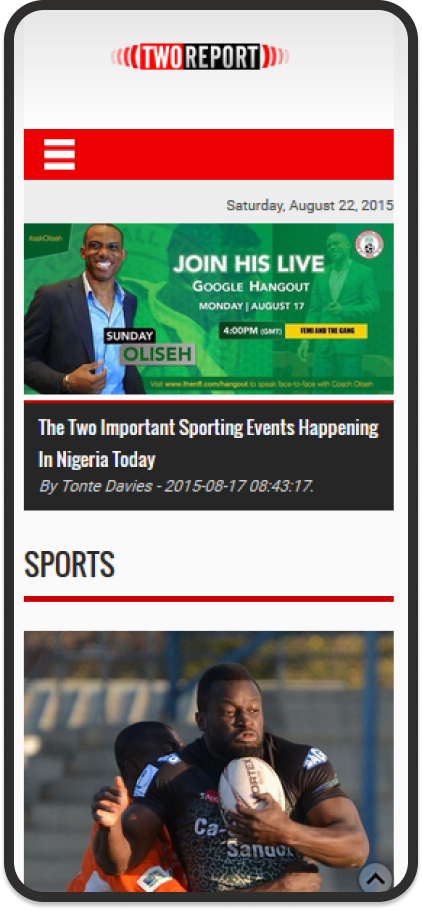 TWOREPORT
Saturday, August 22, 2015
#askOliseh
JOIN HIS LIVE
GOOGLE HANGOUT
MONDAY | AUGUST 17
4:00PM (GMT) FEMI AND THE GANG
SUNDAY
OLISEH
Visit www.thenff.com/hangout to speak face-to-face with Coach Oliseh
The Two Important Sporting Events Happening
In Nigeria Today
By Tonte Davies - 2015-08-17 08:43:17.
SPORTS